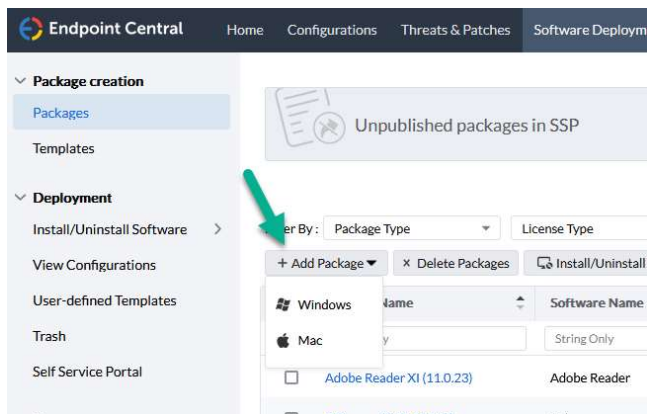 Endpoint Central Home Configurations Threats & Patches Software Deploym
Package creation
Packages
Templates
Deployment
Install/Uninstall Software
View Configurations
User-defined Templates
Trash
Self Service Portal
Unpublished packages in SSP
er By : Package Type License Type
+ Add Package × Delete Packages Install/Uninstall
Windows
Mac
Name Software Name
y String Only
Adobe Reader XI (11.0.23) Adobe Reader